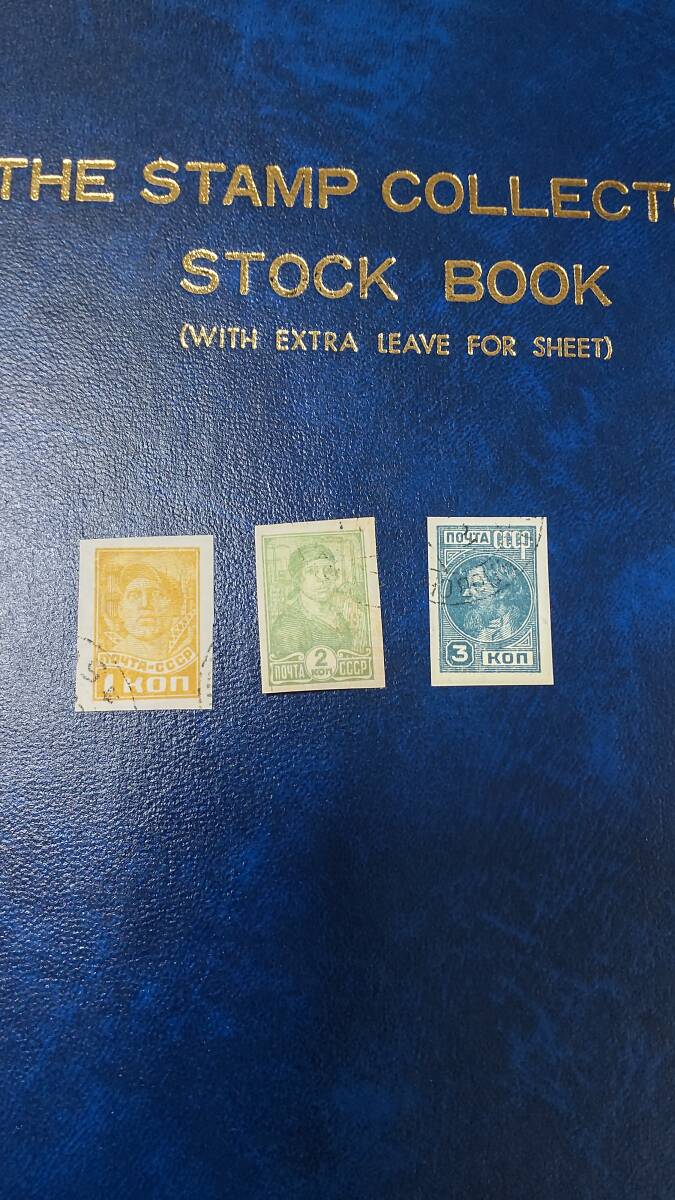 THE STAMP COLLECT
STOCK BOOK
(WITH EXTRA LEAVE FOR SHEET)
ПОЧТА-СССР
1 КОП
2
КОП
ПОЧТА СССР
ПОЧТА СССР
3 КОП